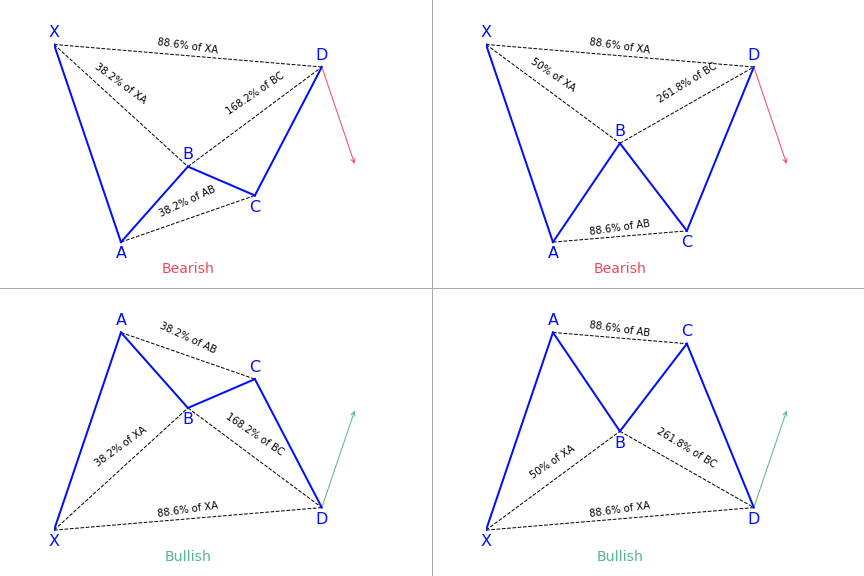 X
88.6% of XA
D
38.2% of XA
168.2% of BC
B
38.2% of AB
C
A
Bearish
X
88.6% of XA
D
50% of XA
261.8% of BC
B
88.6% of AB
C
A
Bearish
A
38.2% of AB
C
B
38.2% of XA
168.2% of BC
88.6% of XA
X
D
Bullish
A
88.6% of AB
C
B
50% of XA
261.8% of BC
88.6% of XA
X
D
Bullish